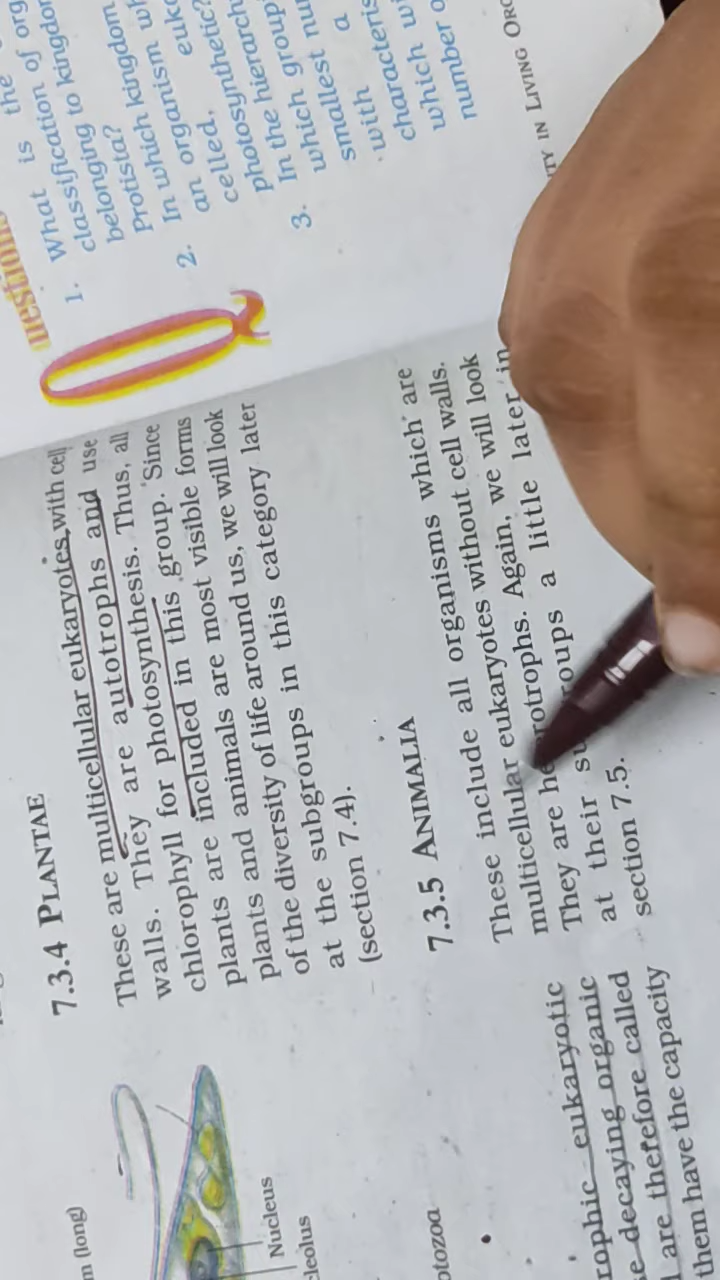 m (long)
Nucleus
cleolus
otozoa
rophic eukaryotic
e decaying organic
are therefore called
them have the capacity
7.3.4 PLANTAE
These are multicellular eukaryotes with cell
walls. They are autotrophs and use
chlorophyll for photosynthesis. Thus, all
plants are included in this group. Since
plants and animals are most visible forms
of the diversity of life around us, we will look
at the subgroups in this category later
(section 7.4).
7.3.5 ANIMALIA
These include all organisms which are
multicellular eukaryotes without cell walls.
They are he rotrophs. Again, we will look
at their su roups a little later in
section 7.5.
uestions
1. What is the
classification of org
belonging to kingdom
Protista?
2. In which kingdom
an organism
celled, euka
photosynthetic?
3. In the hierarch
which group
smallest nu
with a
characteris
which wi
number o
TY IN LIVING ORG